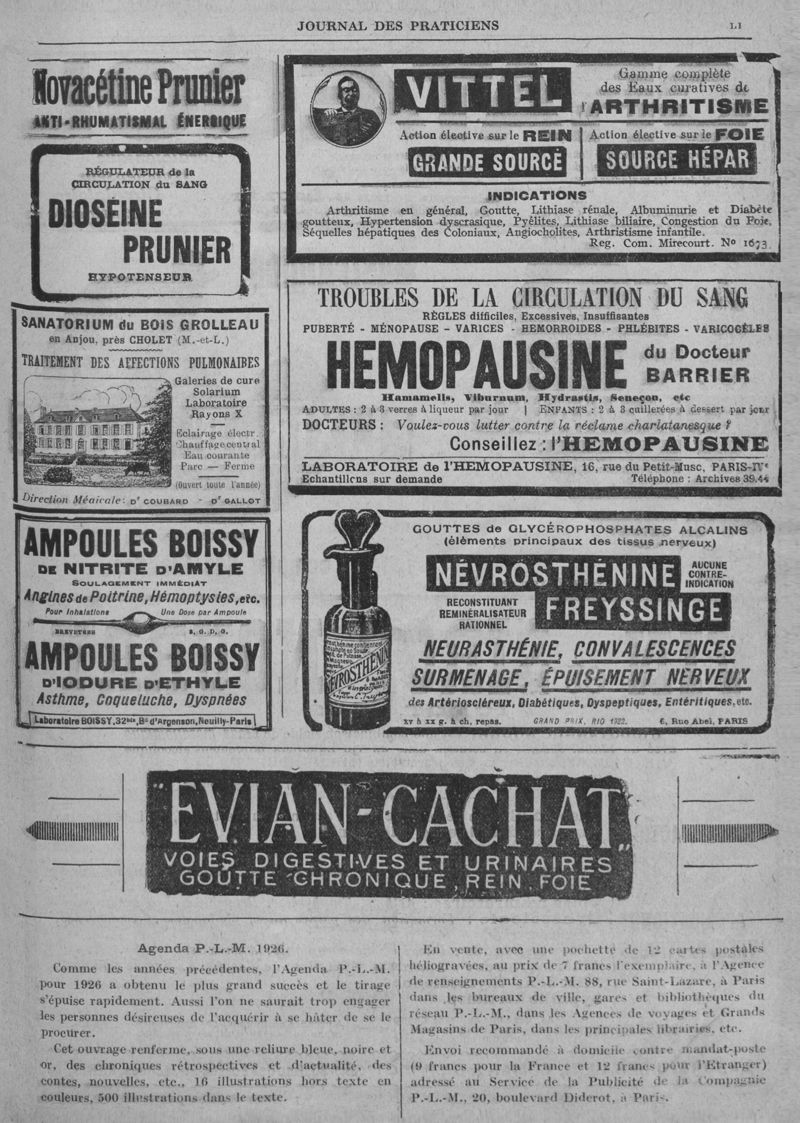 JOURNAL DES PRATICIENS
LI
Novacétine Prunier
ANTI-RHUMATISMAL ÉNERGIQUE
RÉGULATEUR de la
CIRCULATION du SANG
DIOSÉINE
PRUNIER
HYPOTENSEUR
SANATORIUM du BOIS GROLLEAU
en Anjou, près CHOLET (M.-et-L.)
TRAITEMENT DES AFFECTIONS PULMONAIRES
Galeries de cure
Solarium
Laboratoire
Rayons X
Eclairage électr.
Chauffage central
Eau courante
Parc — Ferme
(Ouvert toute l'année)
Direction Médicale: Dr COUBARD - Dr GALLOT
AMPOULES BOISSY
DE NITRITE D'AMYLE
SOULAGEMENT IMMÉDIAT
Angines de Poitrine, Hémoptysies, etc.
Pour Inhalations Une Dose par Ampoule
BREVETÉES S. G. D. G.
AMPOULES BOISSY
D'IODURE D'ETHYLE
Asthme, Coqueluche, Dyspnées
Laboratoire BOISSY, 32bis, Bd d'Argenson, Neuilly-Paris
VITTEL
Gamme complète
des Eaux curatives de
l'ARTHRITISME
Action élective sur le REIN
GRANDE SOURCE
Action élective sur le FOIE
SOURCE HÉPAR
INDICATIONS
Arthritisme en général, Goutte, Lithiase rénale, Albuminurie et Diabète
goutteux, Hypertension dyscrasique, Pyélites, Lithiase biliaire, Congestion du Foie,
Séquelles hépatiques des Coloniaux, Angiocholites, Arthristisme infantile.
Reg. Com. Mirecourt. No 1673
TROUBLES DE LA CIRCULATION DU SANG
RÈGLES difficiles, Excessives, Insuffisantes
PUBERTÉ - MÉNOPAUSE - VARICES - HEMORROIDES - PHLÉBITES - VARICOCÈLES
HEMOPAUSINE
du Docteur
BARRIER
Hamamelis, Viburnum, Hydrastis, Seneçon, etc
ADULTES : 2 à 3 verres à liqueur par jour | ENFANTS : 2 à 3 cuillerées à dessert par jour
DOCTEURS : Voulez-vous lutter contre la réclame charlatanesque ?
Conseillez : l'HEMOPAUSINE
LABORATOIRE de l'HEMOPAUSINE, 16, rue du Petit-Musc, PARIS-IVe
Echantillons sur demande Téléphone : Archives 39.44
GOUTTES de GLYCÉROPHOSPHATES ALCALINS
(éléments principaux des tissus nerveux)
NÉVROSTHÉNINE
AUCUNE
CONTRE-
INDICATION
RECONSTITUANT
REMINÉRALISATEUR
RATIONNEL
FREYSSINGE
NEURASTHÉNIE, CONVALESCENCES
SURMENAGE, ÉPUISEMENT NERVEUX
des Artérioscléreux, Diabétiques, Dyspeptiques, Entéritiques, etc.
XV à XX g. à ch. repas. GRAND PRIX, RIO 1922. 6, Rue Abel, PARIS
NÉVROSTHÉNINE
"EVIAN-CACHAT"
VOIES DIGESTIVES ET URINAIRES
GOUTTE CHRONIQUE, REIN, FOIE
Agenda P.-L.-M. 1926.
Comme les années précédentes, l'Agenda P.-L.-M.
pour 1926 a obtenu le plus grand succès et le tirage
s'épuise rapidement. Aussi l'on ne saurait trop engager
les personnes désireuses de l'acquérir à se hâter de se le
procurer.
Cet ouvrage renferme, sous une reliure bleue, noire et
or, des chroniques rétrospectives et d'actualité, des
contes, nouvelles, etc., 16 illustrations hors texte en
couleurs, 500 illustrations dans le texte.
En vente, avec une pochette de 12 cartes postales
héliogravées, au prix de 7 francs l'exemplaire, à l'Agence
de renseignements P.-L.-M. 88, rue Saint-Lazare, à Paris
dans les bureaux de ville, gares et bibliothèques du
réseau P.-L.-M., dans les Agences de voyages et Grands
Magasins de Paris, dans les principales librairies, etc.
Envoi recommandé à domicile contre mandat-poste
(9 francs pour la France et 12 francs pour l'Etranger)
adressé au Service de la Publicité de la Compagnie
P.-L.-M., 20, boulevard Diderot, à Paris.